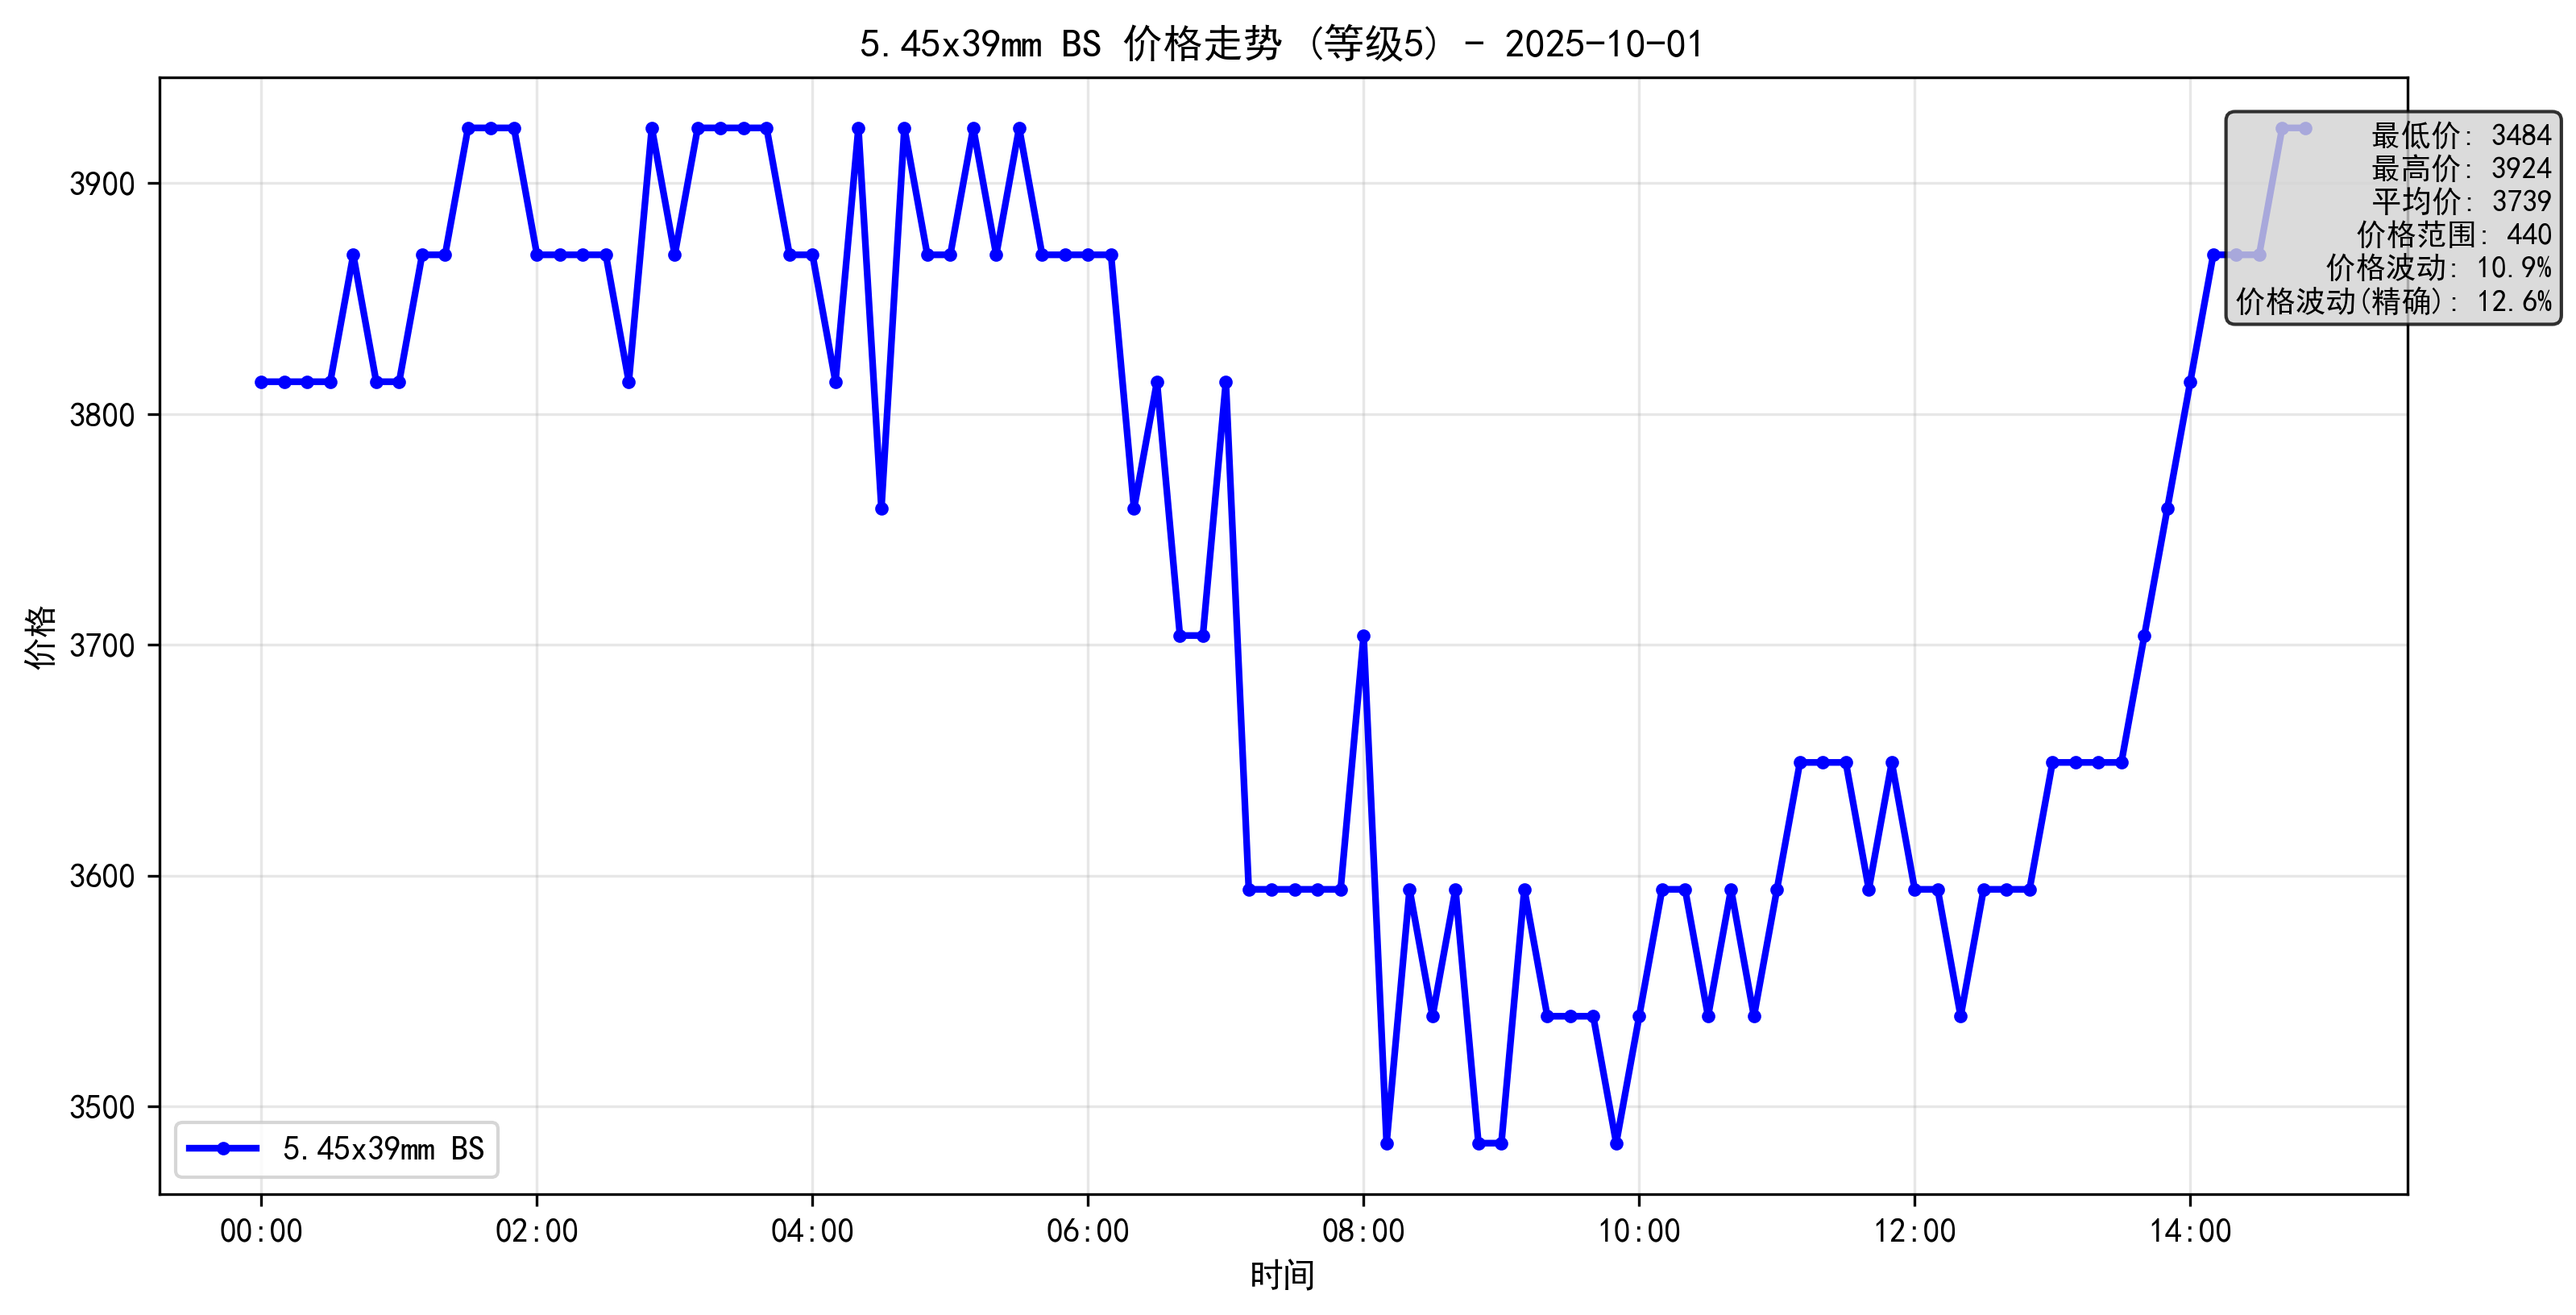 5.45x39mm BS 价格走势 (等级5) - 2025-10-01
最低价: 3484
最高价: 3924
平均价: 3739
价格范围: 440
价格波动: 10.9%
价格波动(精确): 12.6%
3900
3800
3700
3600
3500
价格
5.45x39mm BS
00:00 02:00 04:00 06:00 08:00 10:00 12:00 14:00
时间